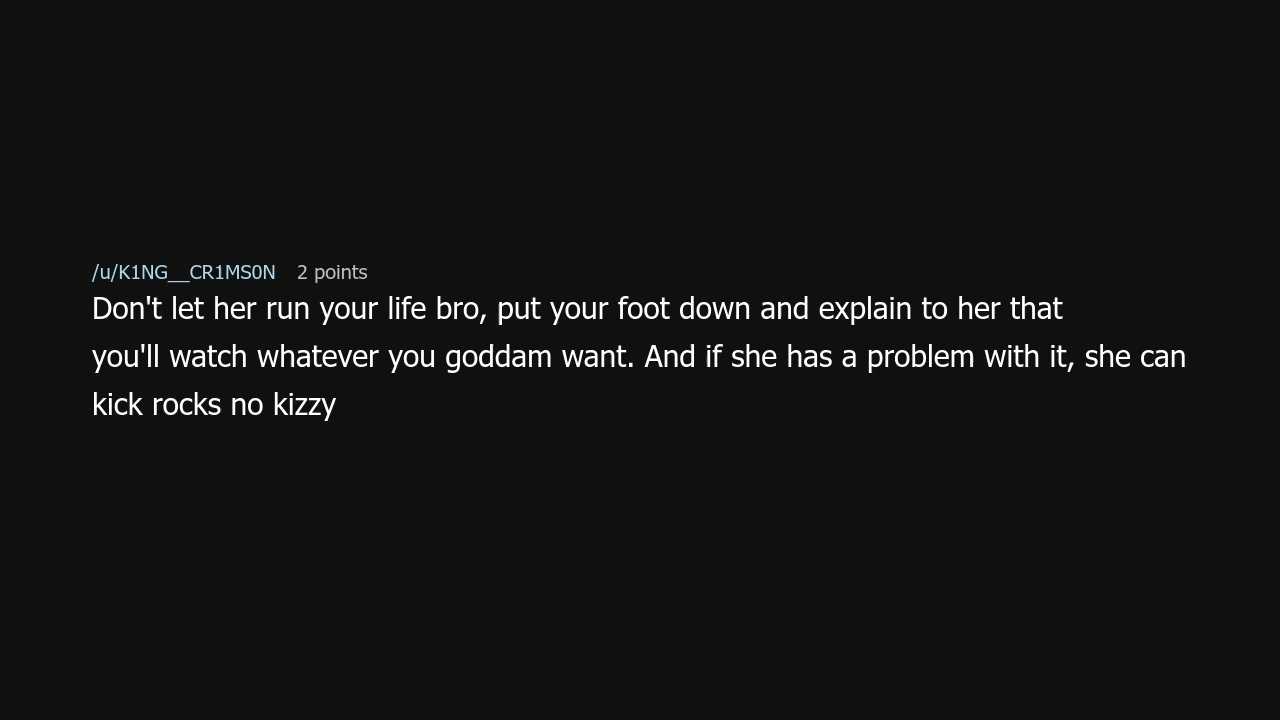 /u/K1NG__CR1MS0N 2 points
Don't let her run your life bro, put your foot down and explain to her that
you'll watch whatever you goddam want. And if she has a problem with it, she can
kick rocks no kizzy